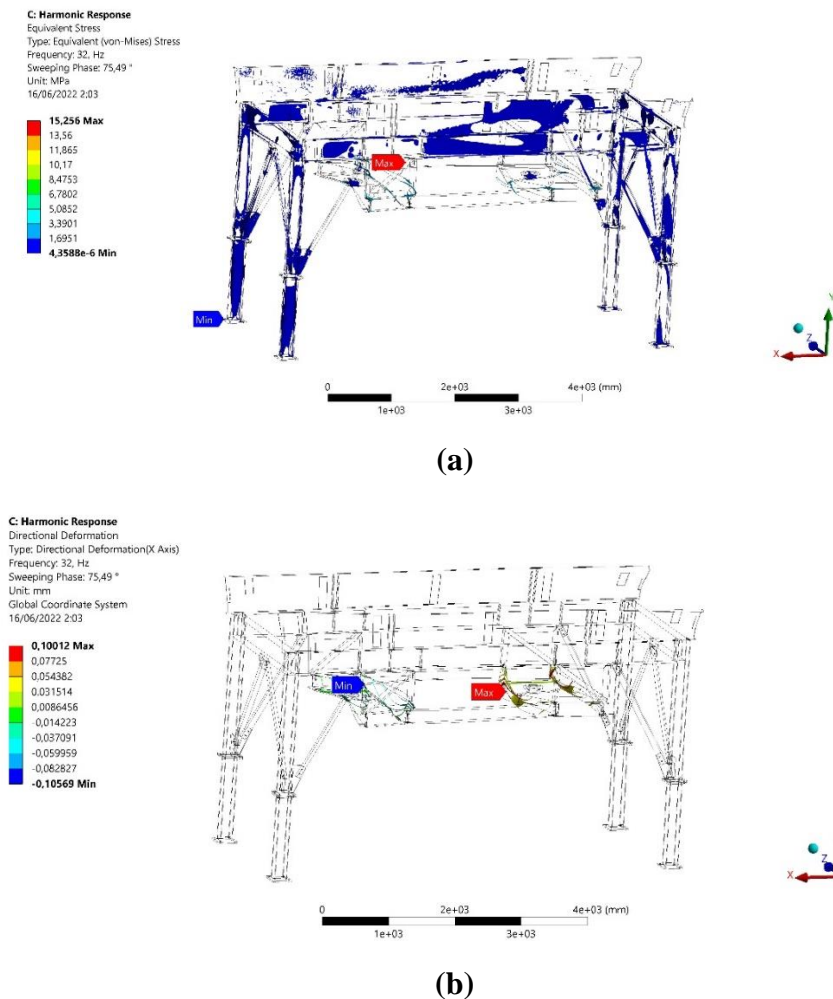 C: Harmonic Response
Equivalent Stress
Type: Equivalent (von-Mises) Stress
Frequency: 32, Hz
Sweeping Phase: 75,49 °
Unit: MPa
16/06/2022 2:03
15,256 Max
13,56
11,865
10,17
8,4753
6,7802
5,0852
3,3901
1,6951
4,3588e-6 Min
Max
Min
Y
Z
X
0 2e+03 4e+03 (mm)
1e+03 3e+03
(a)
C: Harmonic Response
Directional Deformation
Type: Directional Deformation(X Axis)
Frequency: 32, Hz
Sweeping Phase: 75,49 °
Unit: mm
Global Coordinate System
16/06/2022 2:03
0,10012 Max
0,07725
0,054382
0,031514
0,0086456
-0,014223
-0,037091
-0,059959
-0,082827
-0,10569 Min
Min
Max
Z
X
0 2e+03 4e+03 (mm)
1e+03 3e+03
(b)